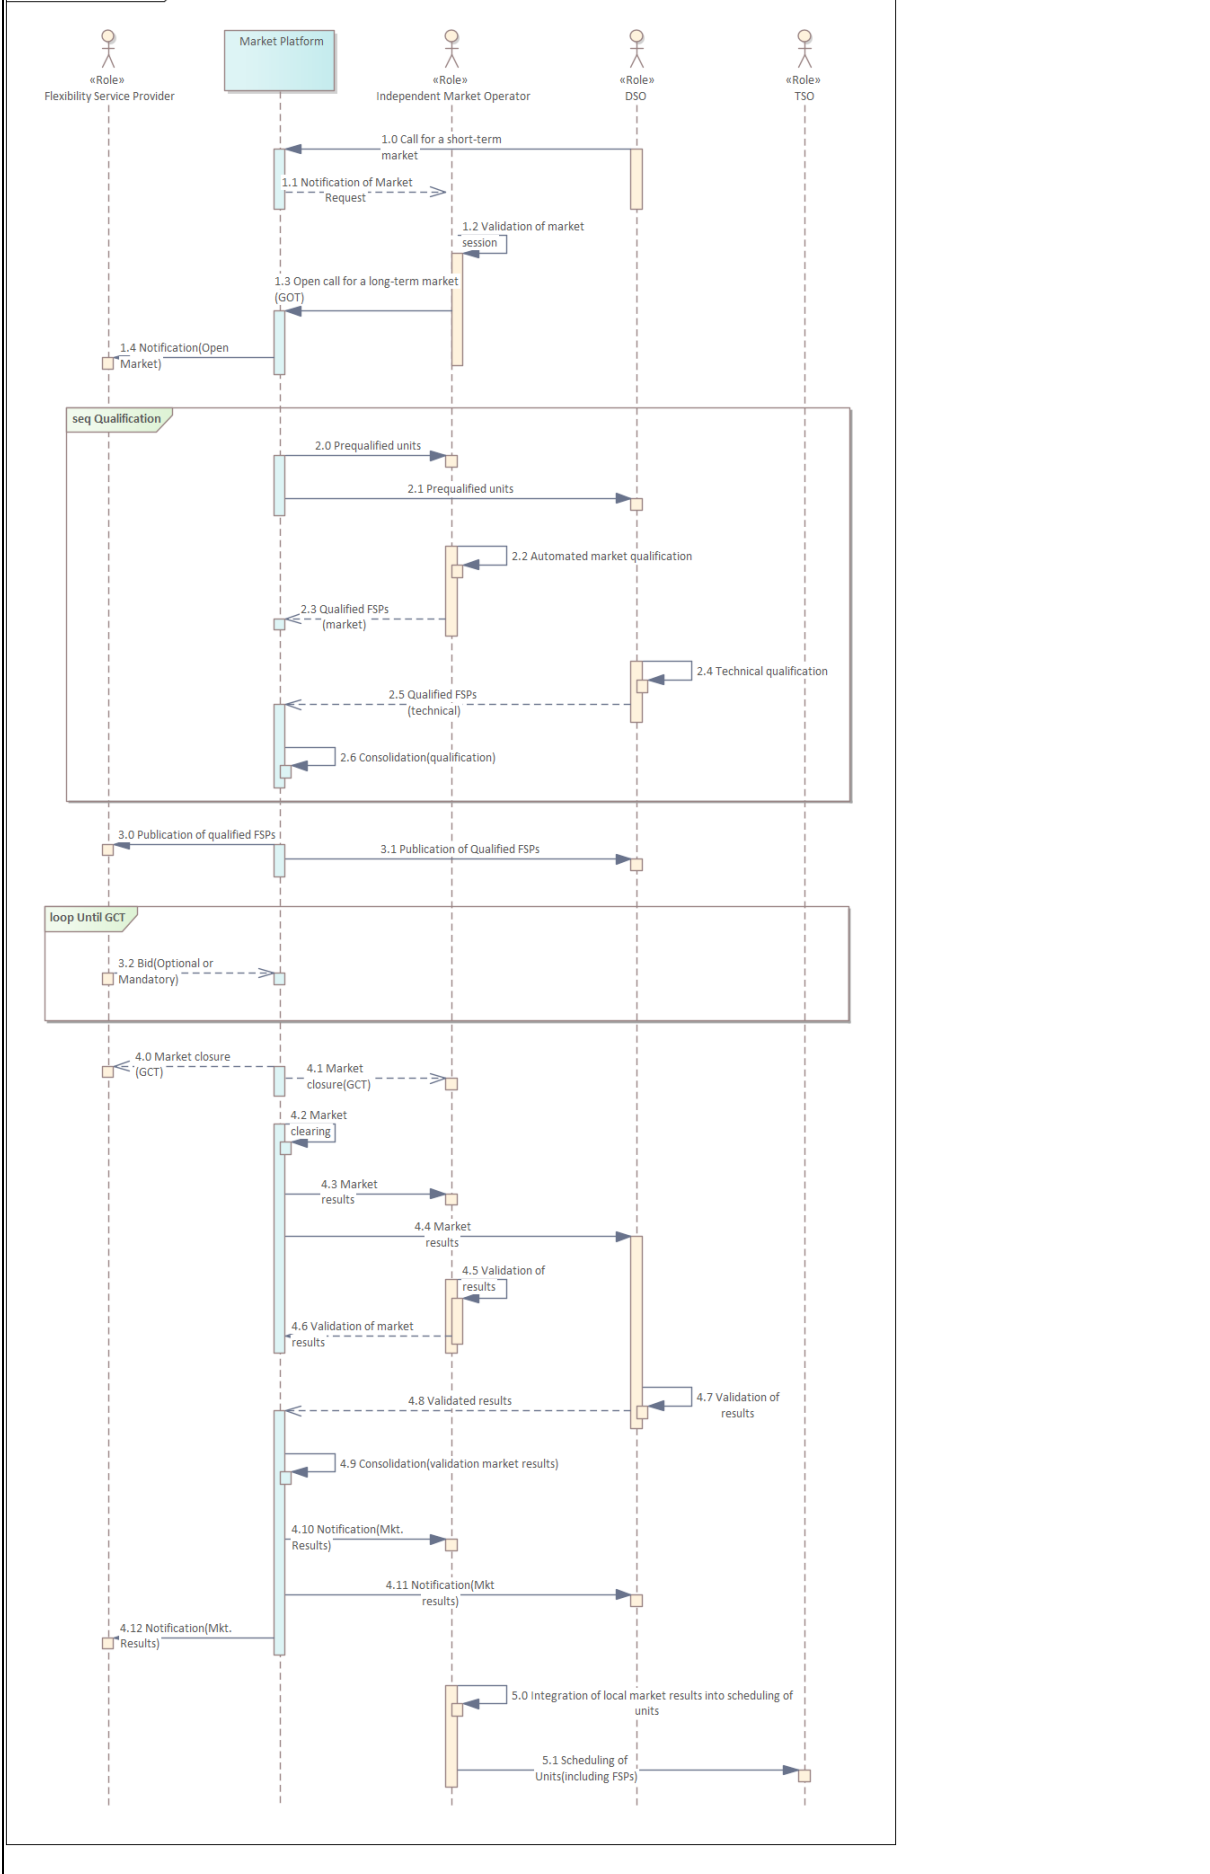 Market Platform
«Role»
Flexibility Service Provider
«Role»
Independent Market Operator
«Role»
DSO
«Role»
TSO
1.0 Call for a short-term
market
1.1 Notification of Market
Request
1.2 Validation of market
session
1.3 Open call for a long-term market
(GOT)
1.4 Notification(Open
Market)
seq Qualification
2.0 Prequalified units
2.1 Prequalified units
2.2 Automated market qualification
2.3 Qualified FSPs
(market)
2.4 Technical qualification
2.5 Qualified FSPs
(technical)
2.6 Consolidation(qualification)
3.0 Publication of qualified FSPs
3.1 Publication of Qualified FSPs
loop Until GCT
3.2 Bid(Optional or
Mandatory)
4.0 Market closure
(GCT)
4.1 Market
closure(GCT)
4.2 Market
clearing
4.3 Market
results
4.4 Market
results
4.5 Validation of
results
4.6 Validation of market
results
4.7 Validation of
results
4.8 Validated results
4.9 Consolidation(validation market results)
4.10 Notification(Mkt.
Results)
4.11 Notification(Mkt
results)
4.12 Notification(Mkt.
Results)
5.0 Integration of local market results into scheduling of
units
5.1 Scheduling of
Units(including FSPs)